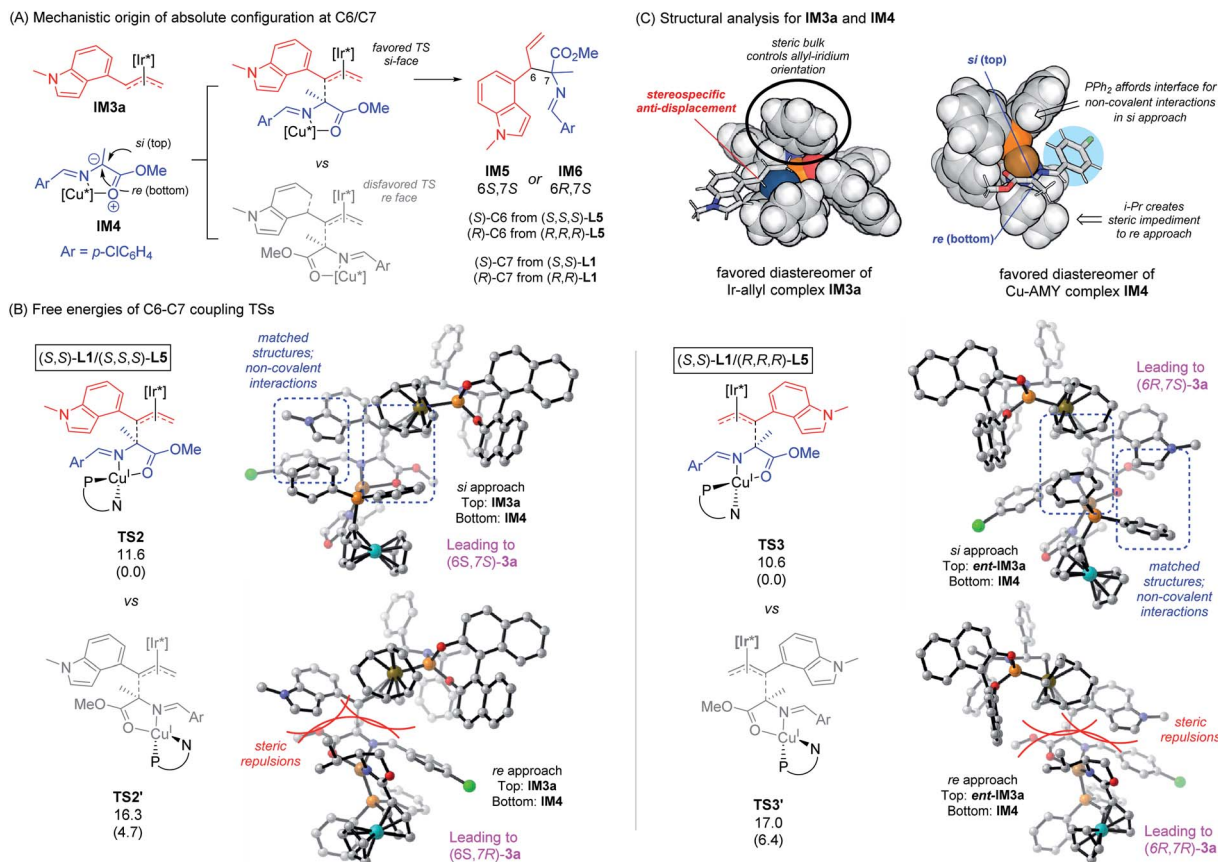 (A) Mechanistic origin of absolute configuration at C6/C7
[Ir*]
N
IM3a
[Ir*]
favored TS
si-face
N
Ar
N
[Cu*]
O
OMe
CO2Me
6
7
N
N
Ar
vs
si (top)
⊖
OMe
Ar
N
[Cu*]
O
⊕
re (bottom)
IM4
Ar = p-ClC6H4
[Ir*]
disfavored TS
re face
N
MeO
O
N
[Cu*]
Ar
IM5 or IM6
6S,7S 6R,7S
(S)-C6 from (S,S,S)-L5
(R)-C6 from (R,R,R)-L5
(S)-C7 from (S,S)-L1
(R)-C7 from (R,R)-L1
(C) Structural analysis for IM3a and IM4
steric bulk
controls allyl-iridium
orientation
stereospecific
anti-displacement
favored diastereomer of
Ir-allyl complex IM3a
si (top)
PPh2 affords interface for
non-covalent interactions
in si approach
i-Pr creates
steric impediment
to re approach
re (bottom)
favored diastereomer of
Cu-AMY complex IM4
(B) Free energies of C6-C7 coupling TSs
(S,S)-L1/(S,S,S)-L5
[Ir*]
N
Ar
N
OMe
O
P
CuI
N
TS2
11.6
(0.0)
vs
matched
structures;
non-covalent
interactions
si approach
Top: IM3a
Bottom: IM4
Leading to
(6S,7S)-3a
[Ir*]
N
MeO
O
N
Ar
CuI
N
P
TS2'
16.3
(4.7)
steric
repulsions
re approach
Top: IM3a
Bottom: IM4
Leading to
(6S,7R)-3a
(S,S)-L1/(R,R,R)-L5
[Ir*]
N
Ar
N
OMe
O
P
CuI
N
TS3
10.6
(0.0)
vs
Leading to
(6R,7S)-3a
si approach
Top: ent-IM3a
Bottom: IM4
matched
structures;
non-covalent
interactions
[Ir*]
N
MeO
O
N
Ar
CuI
N
P
TS3'
17.0
(6.4)
steric
repulsions
re approach
Top: ent-IM3a
Bottom: IM4
Leading to
(6R,7R)-3a